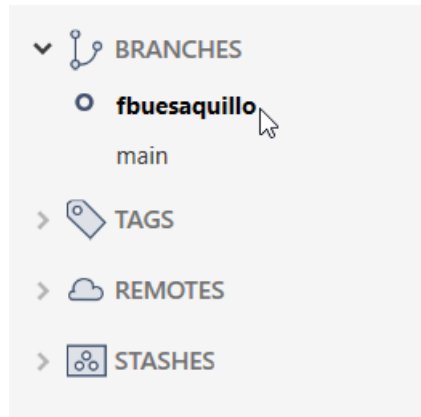 BRANCHES
fbuesaquillo
main
TAGS
REMOTES
STASHES